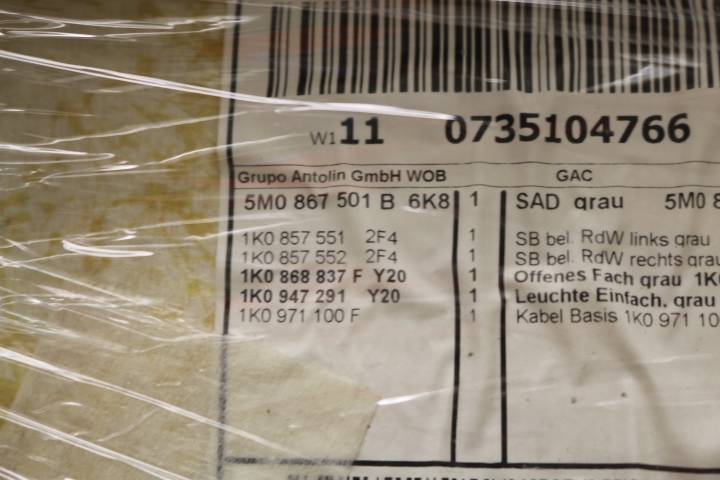 W1 11 0735104766
Grupo Antolin GmbH WOB GAC
5M0 867 501 B 6K8 1 SAD grau 5M0 8
1K0 857 551 2F4 1 SB bel. RdW links grau
1K0 857 552 2F4 1 SB bel. RdW rechts grau
1K0 868 837 F Y20 1 Offenes Fach grau 1K0
1K0 947 291 Y20 1 Leuchte Einfach, grau
1K0 971 100 F 1 Kabel Basis 1K0 971 10